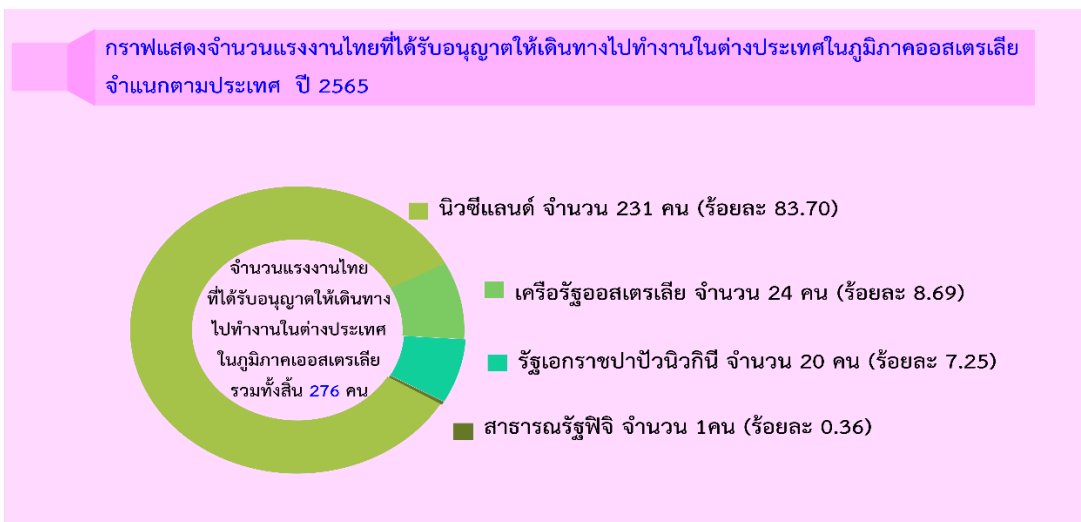 กราฟแสดงจำนวนแรงงานไทยที่ได้รับอนุญาตให้เดินทางไปทำงานในต่างประเทศในภูมิภาคออสเตรเลีย
จำแนกตามประเทศ ปี 2565
นิวซีแลนด์ จำนวน 231 คน (ร้อยละ 83.70)
เครือรัฐออสเตรเลีย จำนวน 24 คน (ร้อยละ 8.69)
รัฐเอกราชปาปัวนิวกินี จำนวน 20 คน (ร้อยละ 7.25)
สาธารณรัฐฟิจิ จำนวน 1คน (ร้อยละ 0.36)
จำนวนแรงงานไทย
ที่ได้รับอนุญาตให้เดินทาง
ไปทำงานในต่างประเทศ
ในภูมิภาคเออสเตรเลีย
รวมทั้งสิ้น 276 คน